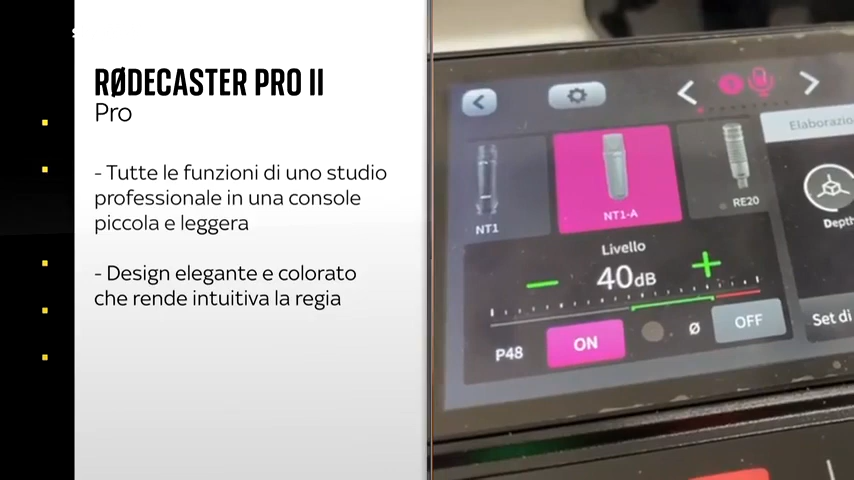 RØDECASTER PRO II
Pro
- Tutte le funzioni di uno studio
professionale in una console
piccola e leggera
- Design elegante e colorato
che rende intuitiva la regia
NT1
NT1-A
RE20
Livello
40dB
P48
ON
Ø
OFF
Depth
Set di